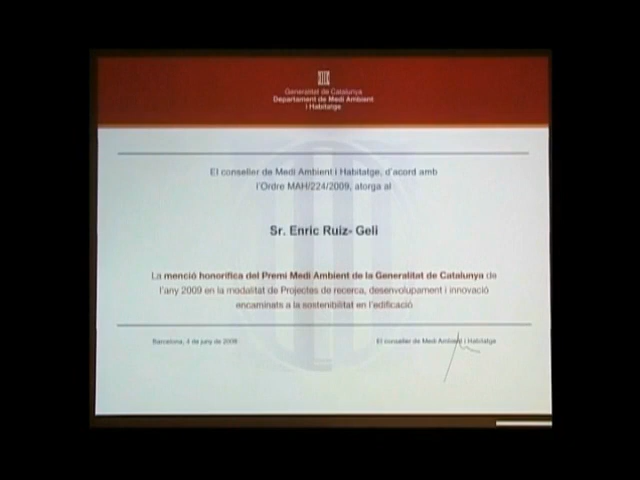 Generalitat de Catalunya
Departament de Medi Ambient
i Habitatge
El conseller de Medi Ambient i Habitatge, d'acord amb
l'Ordre MAH/224/2009, atorga al
Sr. Enric Ruiz- Geli
La menció honorífica del Premi Medi Ambient de la Generalitat de Catalunya de
l'any 2009 en la modalitat de Projectes de recerca, desenvolupament i innovació
encaminats a la sostenibilitat en l'edificació
Barcelona, 4 de juny de 2009
El conseller de Medi Ambient i Habitatge